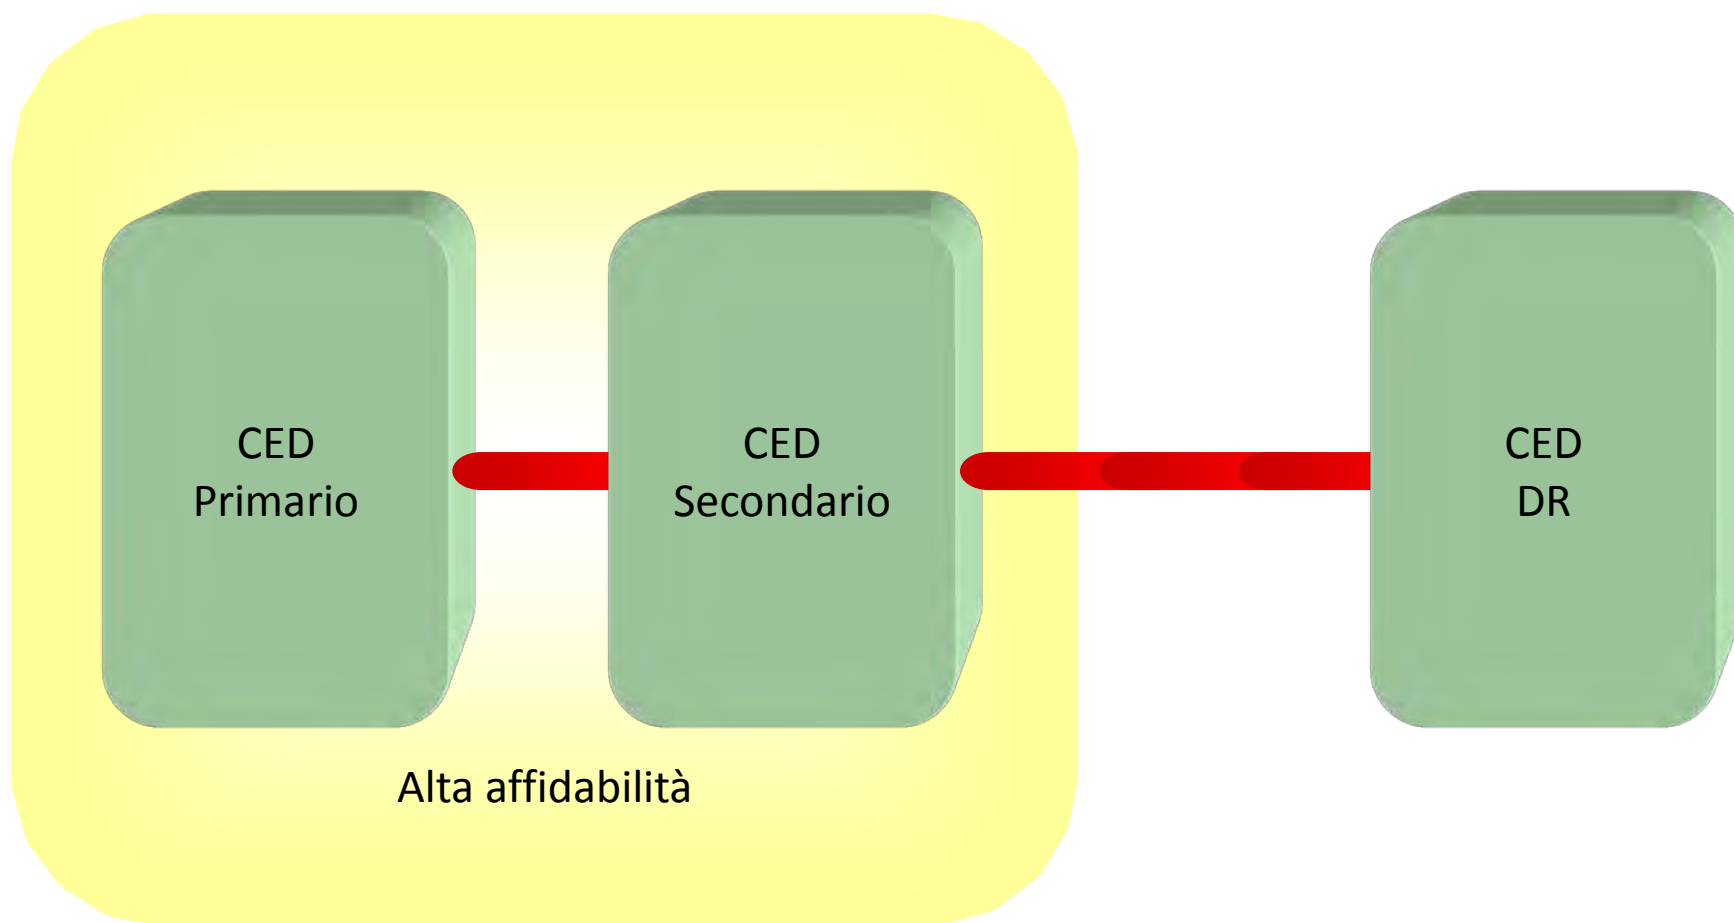 CED
Primario
CED
Secondario
CED
DR
Alta affidabilità